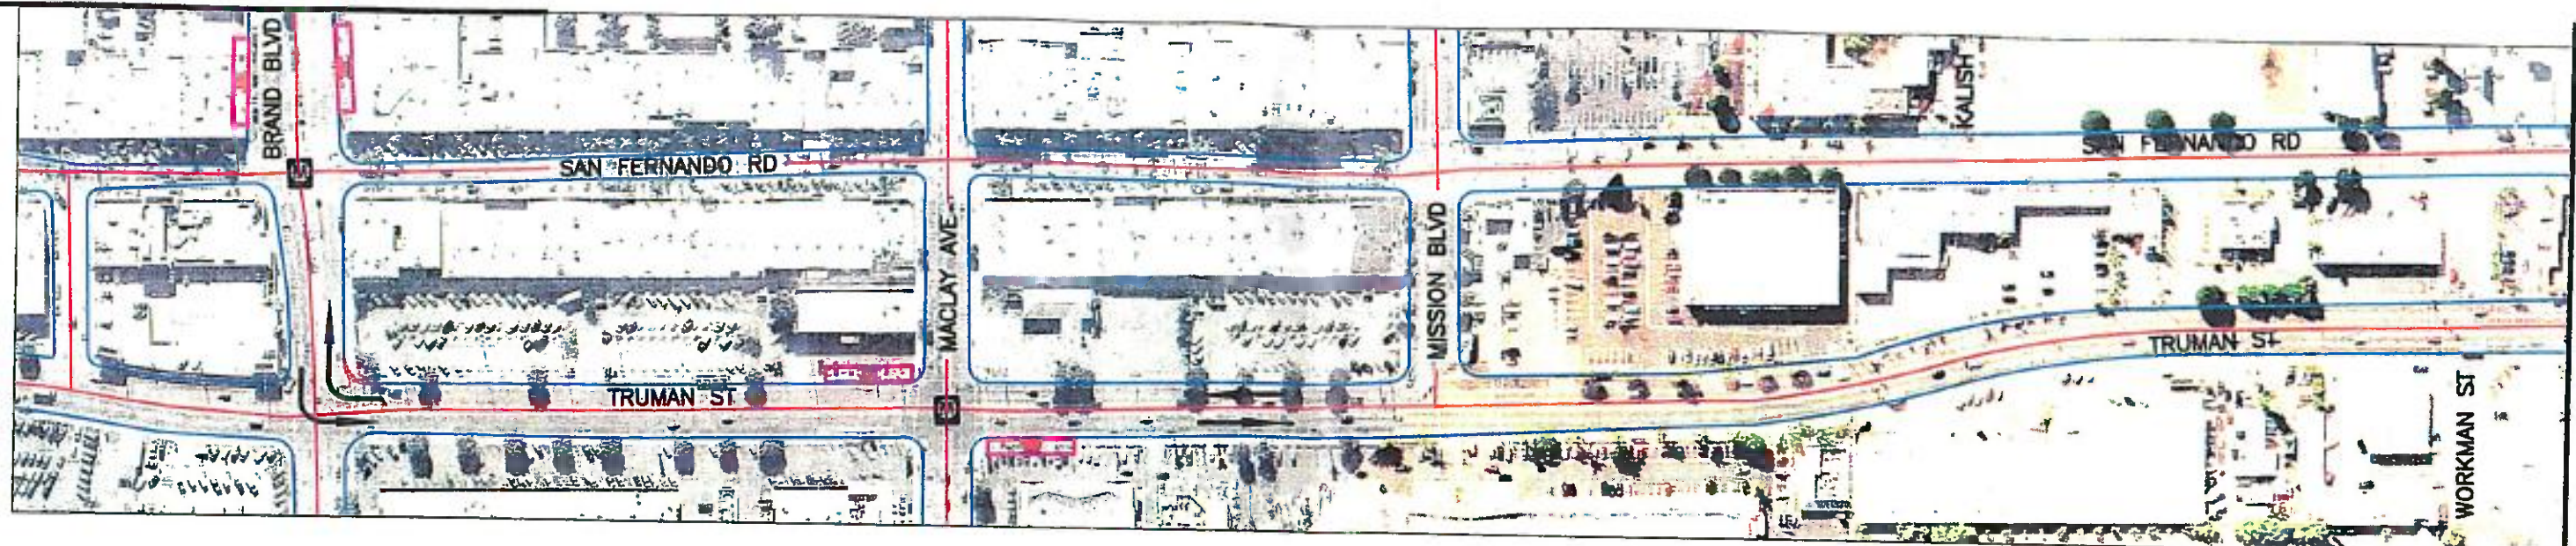 BRAND BLVD
KALISH
SAN FERNANDO RD
SAN FERNANDO RD
MACLAY AVE
MISSION BLVD
TRUMAN ST
TRUMAN ST
WORKMAN ST